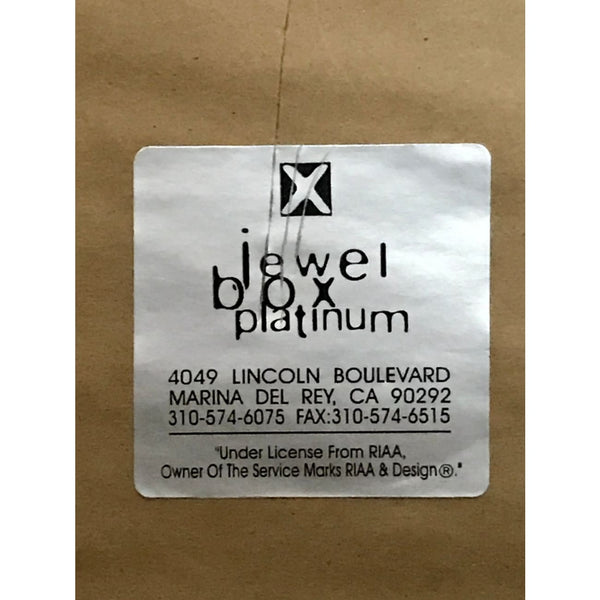 jewel
box
platinum
4049 LINCOLN BOULEVARD
MARINA DEL REY, CA 90292
310-574-6075 FAX:310-574-6515
"Under License From RIAA,
Owner Of The Service Marks RIAA & Design®."